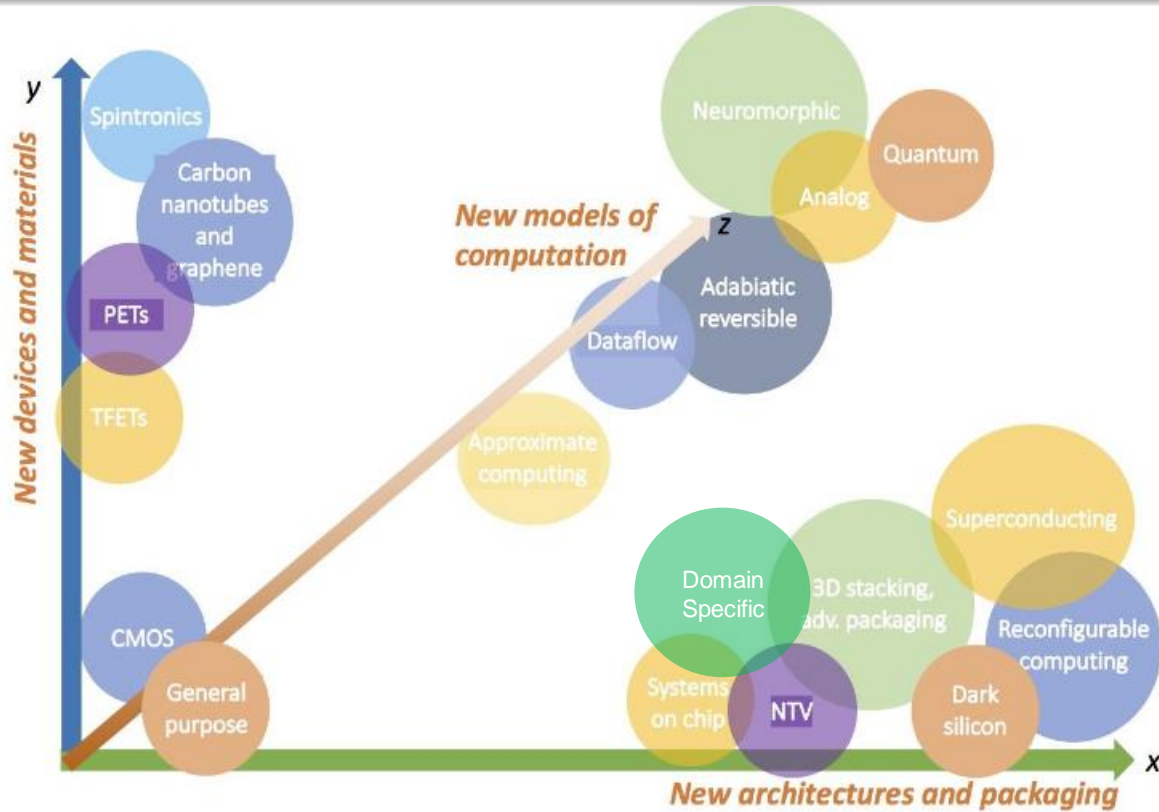 y
New devices and materials
Spintronics
Carbon
nanotubes
and
graphene
PETs
TFETs
CMOS
General
purpose
New models of
computation
z
Neuromorphic
Quantum
Analog
Adabiatic
reversible
Dataflow
Approximate
computing
Superconducting
Domain
Specific
3D stacking,
adv. packaging
Reconfigurable
computing
Systems
on chip
NTV
Dark
silicon
x
New architectures and packaging